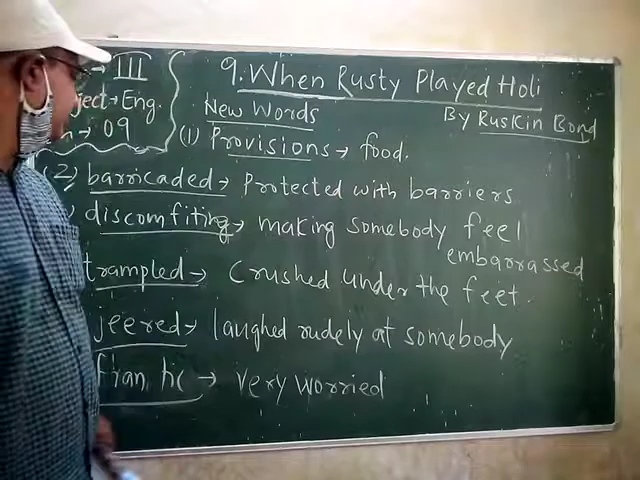 → III
ject→Eng.
→ 09
9. When Rusty Played Holi
By Ruskin Bond
New Words
(1) Provisions → food.
(2) barricaded → Protected with barriers
) discomfiting → making somebody feel
embarrassed
trampled → Crushed under the feet.
jeered → laughed rudely at somebody
frantic → very worried